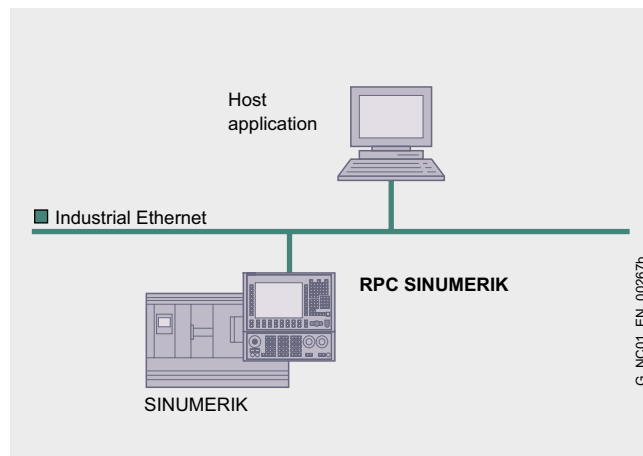 Host
application
Industrial Ethernet
RPC SINUMERIK
SINUMERIK
G_NC01_EN_00267b